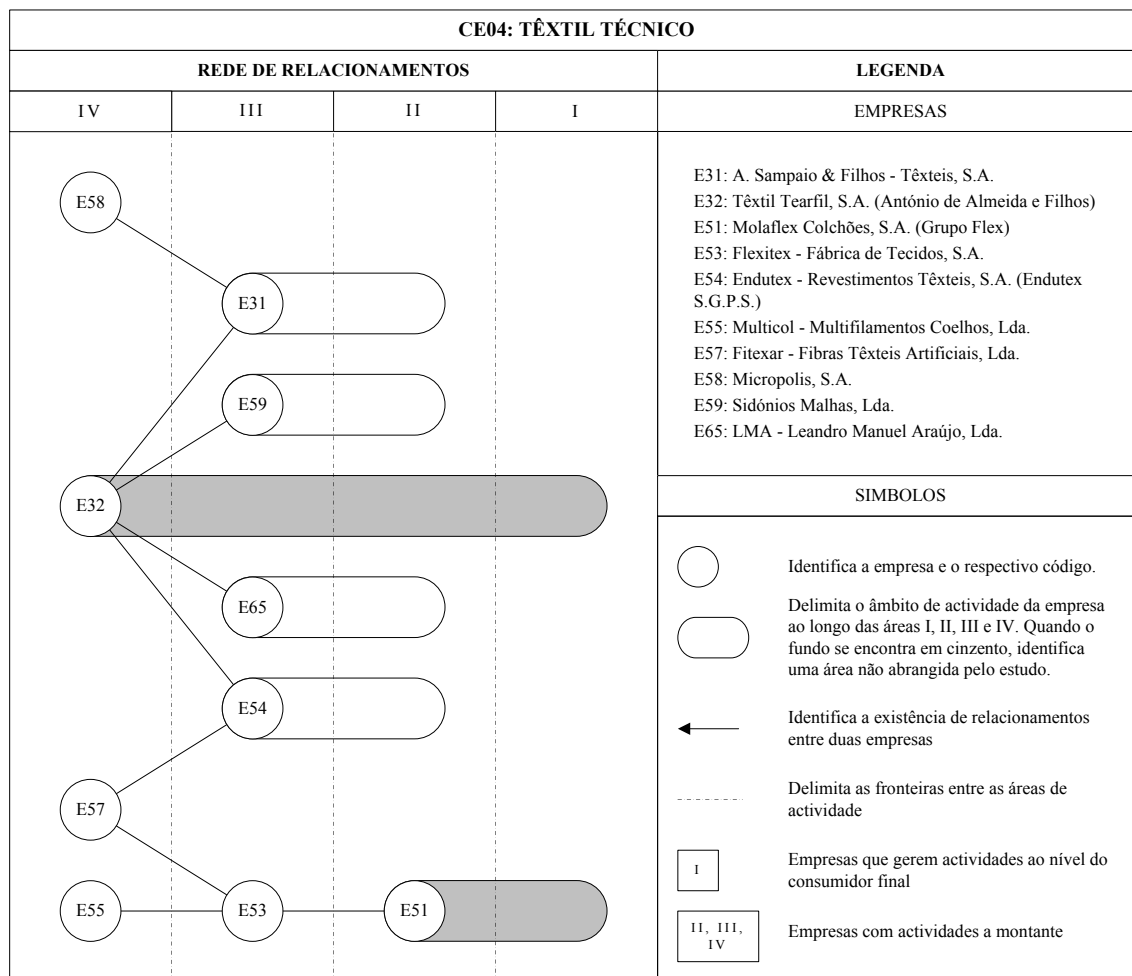 CE04: TÊXTIL TÉCNICO
REDE DE RELACIONAMENTOS
LEGENDA
IV
III
II
I
EMPRESAS
E58
E31
E59
E32
E65
E54
E57
E55
E53
E51
E31: A. Sampaio & Filhos - Têxteis, S.A.
E32: Têxtil Tearfil, S.A. (António de Almeida e Filhos)
E51: Molaflex Colchões, S.A. (Grupo Flex)
E53: Flexitex - Fábrica de Tecidos, S.A.
E54: Endutex - Revestimentos Têxteis, S.A. (Endutex
S.G.P.S.)
E55: Multicol - Multifilamentos Coelhos, Lda.
E57: Fitexar - Fibras Têxteis Artificiais, Lda.
E58: Micropolis, S.A.
E59: Sidónios Malhas, Lda.
E65: LMA - Leandro Manuel Araújo, Lda.
SIMBOLOS
Identifica a empresa e o respectivo código.
Delimita o âmbito de actividade da empresa
ao longo das áreas I, II, III e IV. Quando o
fundo se encontra em cinzento, identifica
uma área não abrangida pelo estudo.
Identifica a existência de relacionamentos
entre duas empresas
Delimita as fronteiras entre as áreas de
actividade
I
Empresas que gerem actividades ao nível do
consumidor final
II, III,
IV
Empresas com actividades a montante